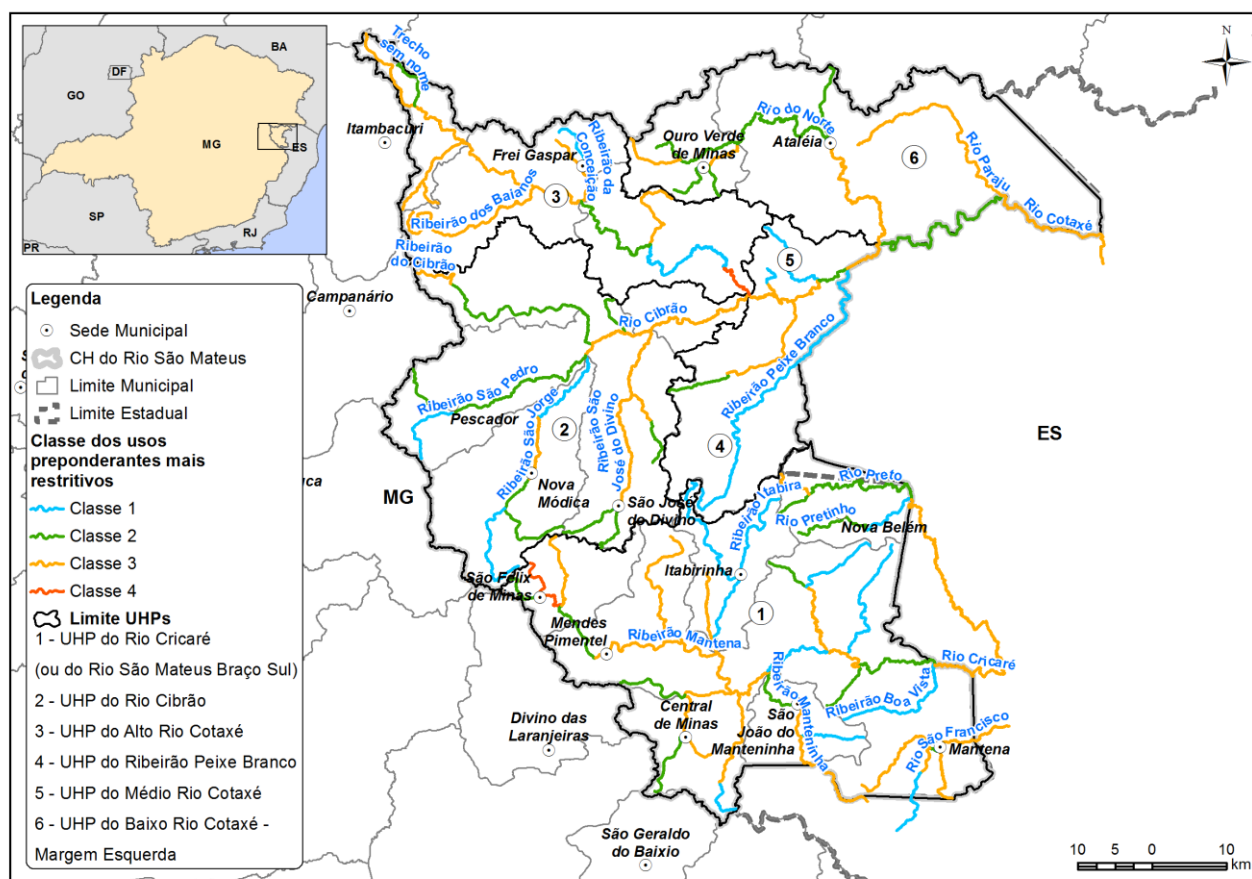 BA
DF
GO
MG
ES
SP
RJ
PR
N
Trecho
sem nome
Itambacuri
Frei Gaspar
Ribeirão da
Conceição
Ouro Verde
de Minas
Rio do Norte
Ataléia
6
Rio Paraju
Rio Cotaxé
3
Ribeirão dos Baianos
Ribeirão
do Cibrão
5
Campanário
Rio Cibrão
Ribeirão Peixe Branco
Ribeirão São Pedro
Pescador
Ribeirão São Jorge
2
Ribeirão São
José do Divino
4
ES
MG
Nova
Módica
São José
do Divino
Ribeirão Itabira
Rio Preto
Rio Pretinho
Nova Belém
Itabirinha
São Félix
de Minas
1
Mendes
Pimentel
Ribeirão Mantena
Rio Cricaré
Ribeirão Manteninha
Ribeirão Boa Vista
Central
de Minas
São
João do
Manteninha
Rio São Francisco
Mantena
Divino das
Laranjeiras
São Geraldo
do Baixio
Legenda
Sede Municipal
CH do Rio São Mateus
Limite Municipal
Limite Estadual
Classe dos usos
preponderantes mais
restritivos
Classe 1
Classe 2
Classe 3
Classe 4
Limite UHPs
1 - UHP do Rio Cricaré
(ou do Rio São Mateus Braço Sul)
2 - UHP do Rio Cibrão
3 - UHP do Alto Rio Cotaxé
4 - UHP do Ribeirão Peixe Branco
5 - UHP do Médio Rio Cotaxé
6 - UHP do Baixo Rio Cotaxé -
Margem Esquerda
10 5 0 10
km